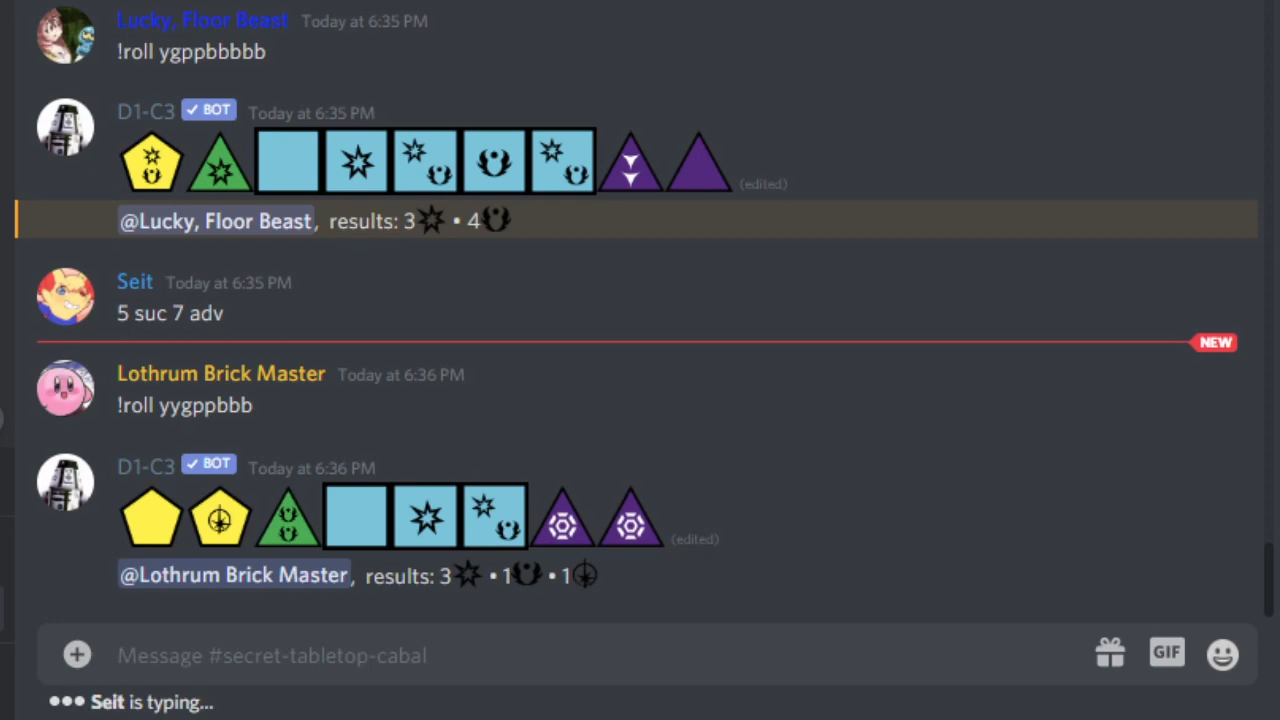 Lucky, Floor Beast Today at 6:35 PM
!roll ygppbbbbb
D1-C3 ✓ BOT Today at 6:35 PM
(edited)
@Lucky, Floor Beast, results: 3 • 4
Seit Today at 6:35 PM
5 suc 7 adv
NEW
Lothrum Brick Master Today at 6:36 PM
!roll yygppbbb
D1-C3 ✓ BOT Today at 6:36 PM
(edited)
@Lothrum Brick Master, results: 3 • 1 • 1
Message #secret-tabletop-cabal
GIF
Seit is typing...